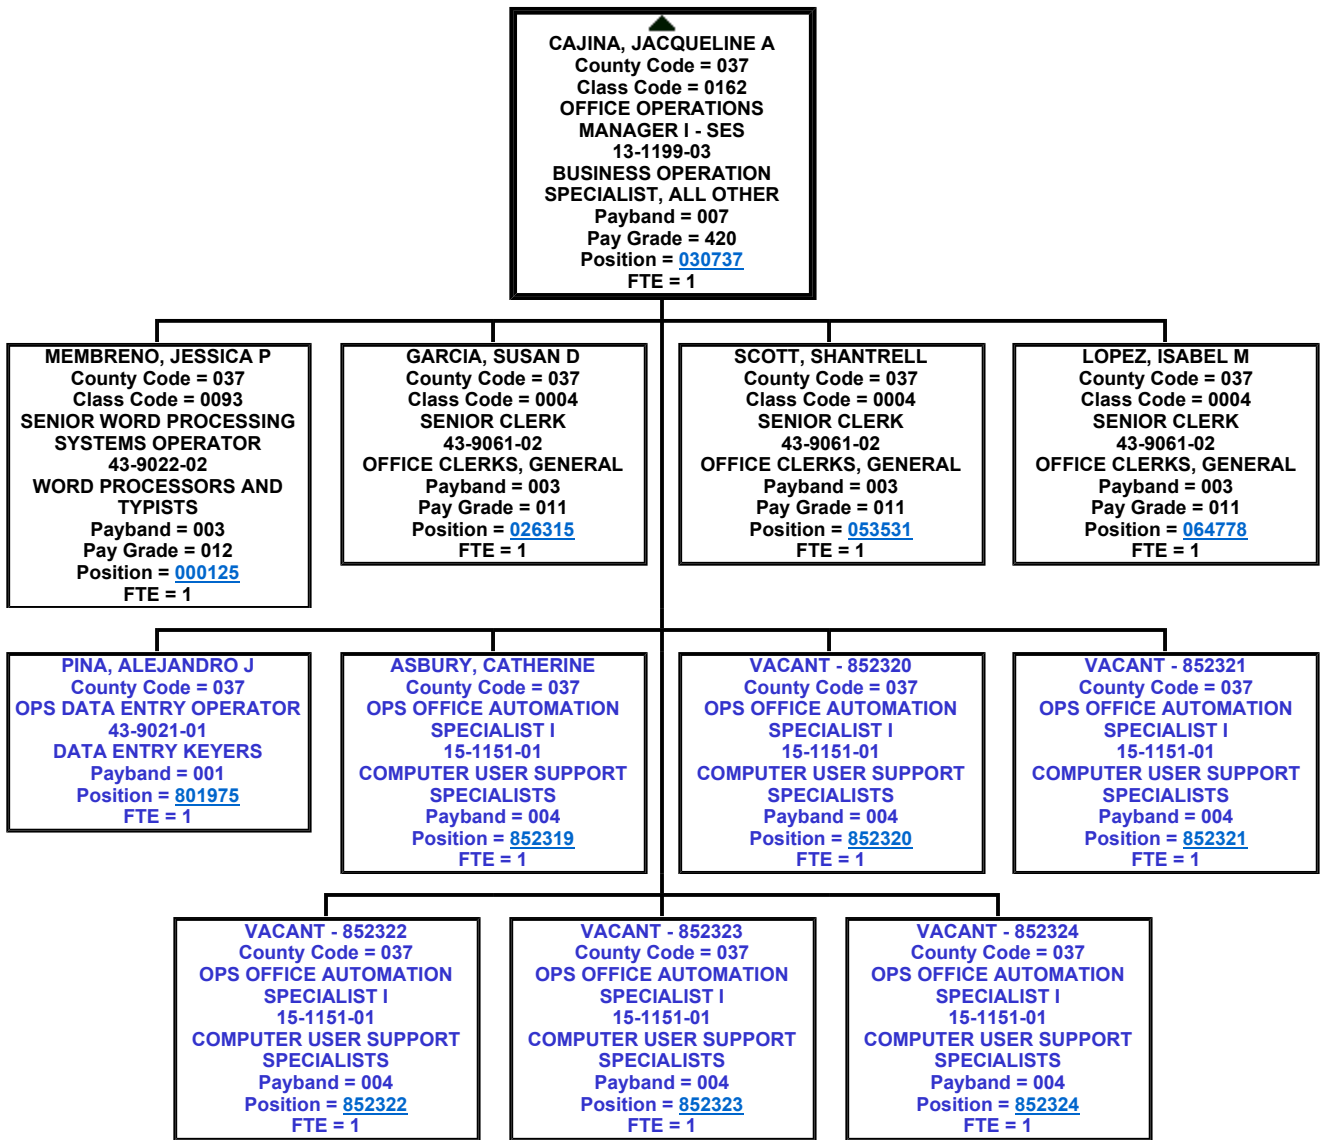 CAJINA, JACQUELINE A
County Code = 037
Class Code = 0162
OFFICE OPERATIONS
MANAGER I - SES
13-1199-03
BUSINESS OPERATION
SPECIALIST, ALL OTHER
Payband = 007
Pay Grade = 420
Position = 030737
FTE = 1
MEMBRENO, JESSICA P
County Code = 037
Class Code = 0093
SENIOR WORD PROCESSING
SYSTEMS OPERATOR
43-9022-02
WORD PROCESSORS AND
TYPISTS
Payband = 003
Pay Grade = 012
Position = 000125
FTE = 1
GARCIA, SUSAN D
County Code = 037
Class Code = 0004
SENIOR CLERK
43-9061-02
OFFICE CLERKS, GENERAL
Payband = 003
Pay Grade = 011
Position = 026315
FTE = 1
SCOTT, SHANTRELL
County Code = 037
Class Code = 0004
SENIOR CLERK
43-9061-02
OFFICE CLERKS, GENERAL
Payband = 003
Pay Grade = 011
Position = 053531
FTE = 1
LOPEZ, ISABEL M
County Code = 037
Class Code = 0004
SENIOR CLERK
43-9061-02
OFFICE CLERKS, GENERAL
Payband = 003
Pay Grade = 011
Position = 064778
FTE = 1
PINA, ALEJANDRO J
County Code = 037
OPS DATA ENTRY OPERATOR
43-9021-01
DATA ENTRY KEYERS
Payband = 001
Position = 801975
FTE = 1
ASBURY, CATHERINE
County Code = 037
OPS OFFICE AUTOMATION
SPECIALIST I
15-1151-01
COMPUTER USER SUPPORT
SPECIALISTS
Payband = 004
Position = 852319
FTE = 1
VACANT - 852320
County Code = 037
OPS OFFICE AUTOMATION
SPECIALIST I
15-1151-01
COMPUTER USER SUPPORT
SPECIALISTS
Payband = 004
Position = 852320
FTE = 1
VACANT - 852321
County Code = 037
OPS OFFICE AUTOMATION
SPECIALIST I
15-1151-01
COMPUTER USER SUPPORT
SPECIALISTS
Payband = 004
Position = 852321
FTE = 1
VACANT - 852322
County Code = 037
OPS OFFICE AUTOMATION
SPECIALIST I
15-1151-01
COMPUTER USER SUPPORT
SPECIALISTS
Payband = 004
Position = 852322
FTE = 1
VACANT - 852323
County Code = 037
OPS OFFICE AUTOMATION
SPECIALIST I
15-1151-01
COMPUTER USER SUPPORT
SPECIALISTS
Payband = 004
Position = 852323
FTE = 1
VACANT - 852324
County Code = 037
OPS OFFICE AUTOMATION
SPECIALIST I
15-1151-01
COMPUTER USER SUPPORT
SPECIALISTS
Payband = 004
Position = 852324
FTE = 1